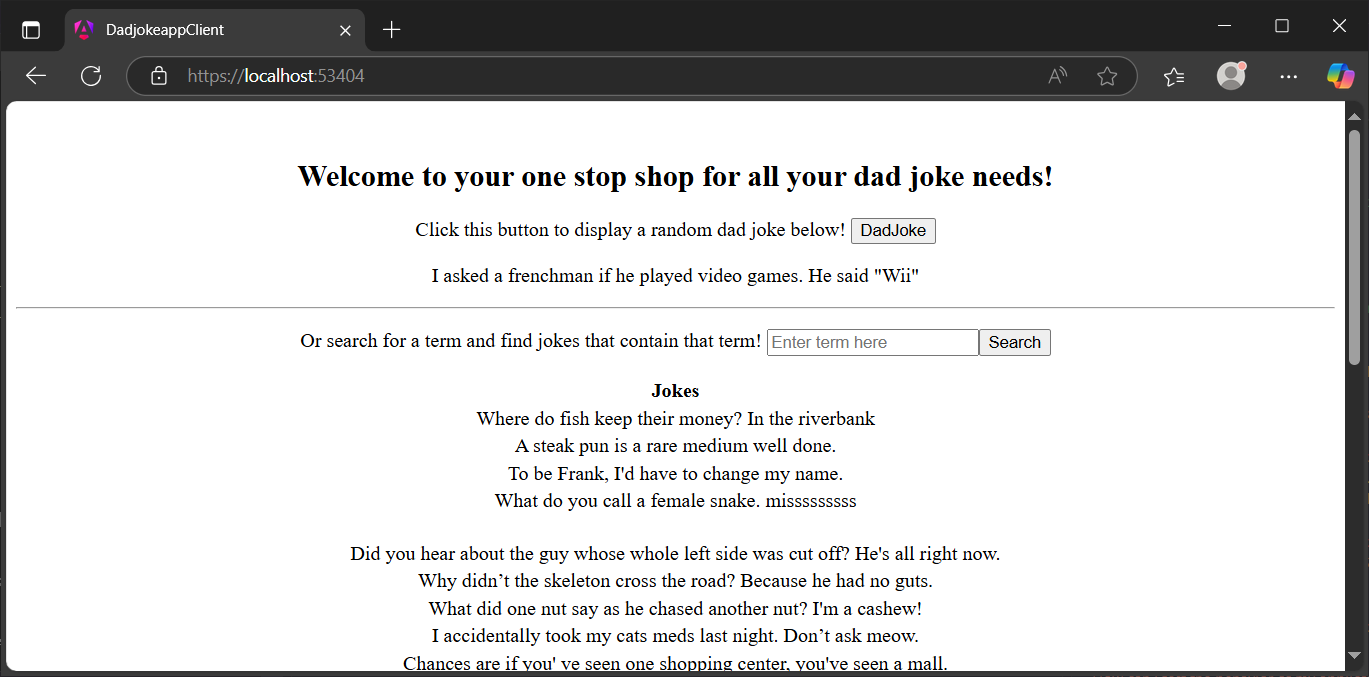 DadjokeappClient
https://localhost:53404
Welcome to your one stop shop for all your dad joke needs!
Click this button to display a random dad joke below! DadJoke
I asked a frenchman if he played video games. He said "Wii"
Or search for a term and find jokes that contain that term! Enter term here Search
Jokes
Where do fish keep their money? In the riverbank
A steak pun is a rare medium well done.
To be Frank, I'd have to change my name.
What do you call a female snake. misssssssss
Did you hear about the guy whose whole left side was cut off? He's all right now.
Why didn’t the skeleton cross the road? Because he had no guts.
What did one nut say as he chased another nut? I'm a cashew!
I accidentally took my cats meds last night. Don’t ask meow.
Chances are if you' ve seen one shopping center, you've seen a mall.